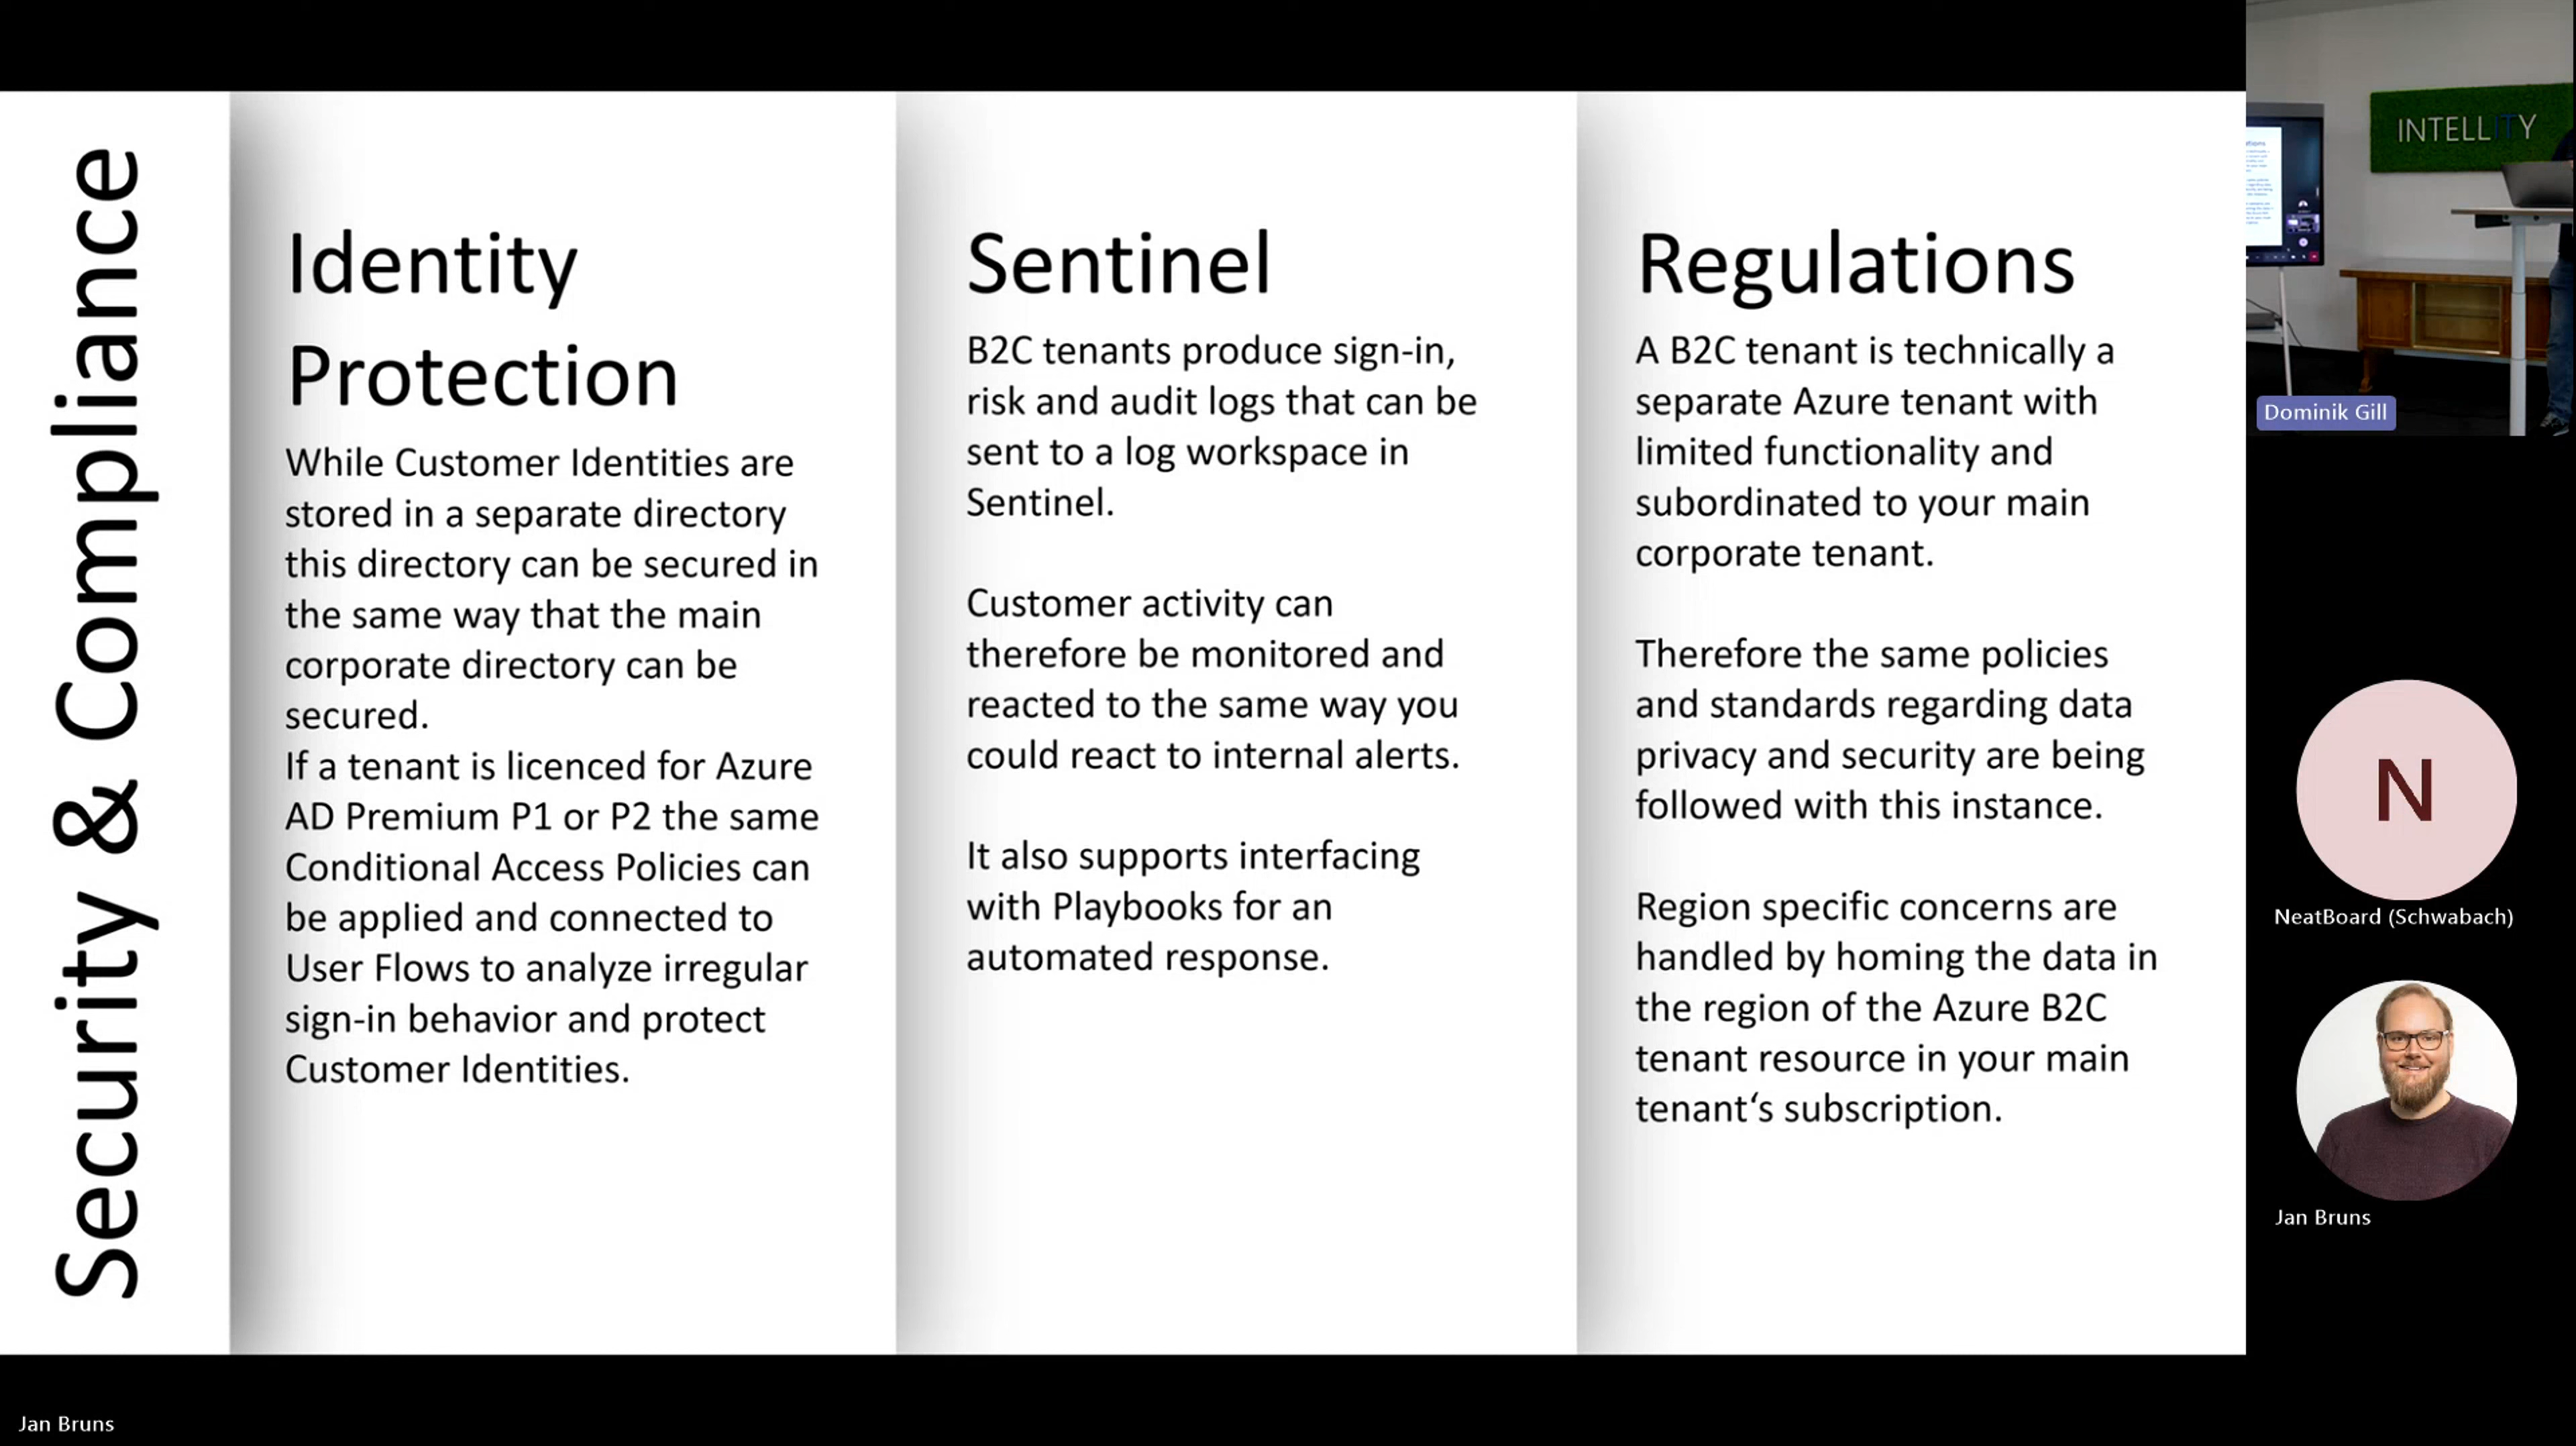 Security & Compliance
Identity
Protection
While Customer Identities are
stored in a separate directory
this directory can be secured in
the same way that the main
corporate directory can be
secured.
If a tenant is licenced for Azure
AD Premium P1 or P2 the same
Conditional Access Policies can
be applied and connected to
User Flows to analyze irregular
sign-in behavior and protect
Customer Identities.
Sentinel
B2C tenants produce sign-in,
risk and audit logs that can be
sent to a log workspace in
Sentinel.
Customer activity can
therefore be monitored and
reacted to the same way you
could react to internal alerts.
It also supports interfacing
with Playbooks for an
automated response.
Regulations
A B2C tenant is technically a
separate Azure tenant with
limited functionality and
subordinated to your main
corporate tenant.
Therefore the same policies
and standards regarding data
privacy and security are being
followed with this instance.
Region specific concerns are
handled by homing the data in
the region of the Azure B2C
tenant resource in your main
tenant‘s subscription.
INTELLITY
Dominik Gill
N
NeatBoard (Schwabach)
Jan Bruns
Jan Bruns